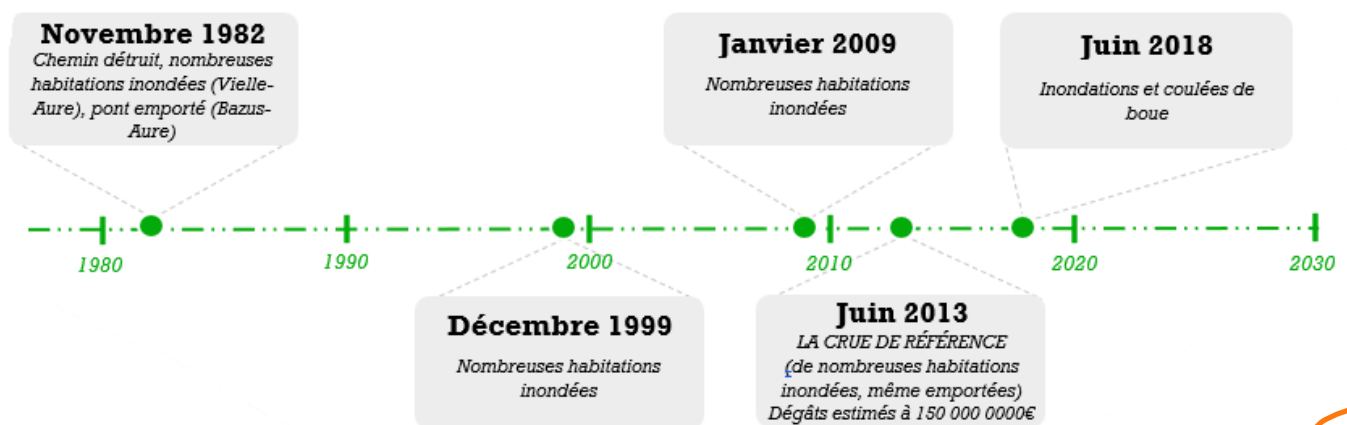 Novembre 1982
Chemin détruit, nombreuses
habitations inondées (Vielle-
Aure), pont emporté (Bazus-
Aure)
Janvier 2009
Nombreuses habitations
inondées
Juin 2018
Inondations et coulées de
boue
1980
1990
2000
2010
2020
2030
Décembre 1999
Nombreuses habitations
inondées
Juin 2013
LA CRUE DE RÉFÉRENCE
(de nombreuses habitations
inondées, même emportées)
Dégâts estimés à 150 000 0000€